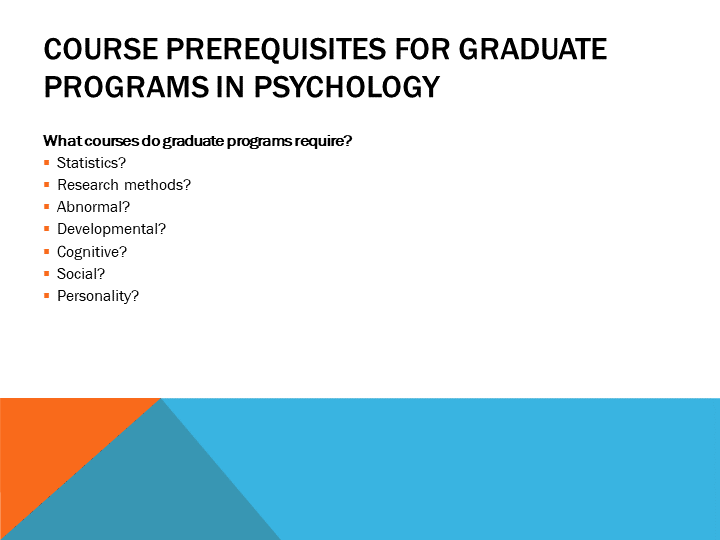 COURSE PREREQUISITES FOR GRADUATE
PROGRAMS IN PSYCHOLOGY
What courses do graduate programs require?
▪ Statistics?
▪ Research methods?
▪ Abnormal?
▪ Developmental?
▪ Cognitive?
▪ Social?
▪ Personality?